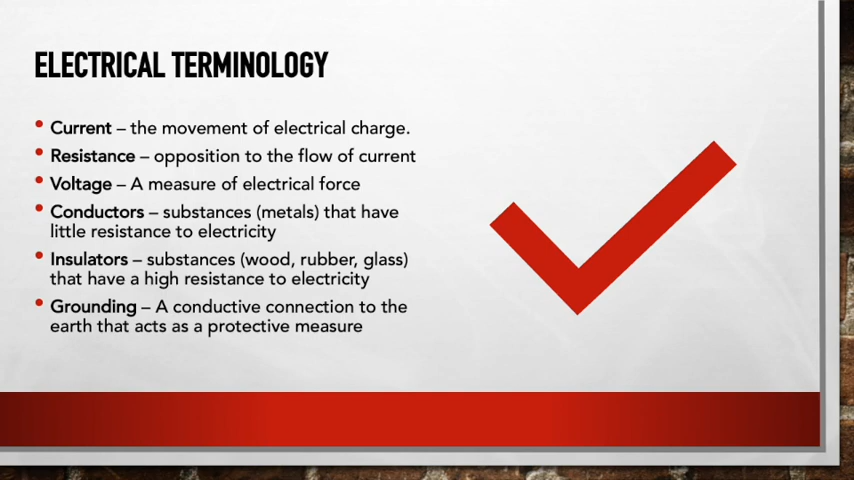 ELECTRICAL TERMINOLOGY
• Current – the movement of electrical charge.
• Resistance – opposition to the flow of current
• Voltage – A measure of electrical force
• Conductors – substances (metals) that have
little resistance to electricity
• Insulators – substances (wood, rubber, glass)
that have a high resistance to electricity
• Grounding – A conductive connection to the
earth that acts as a protective measure